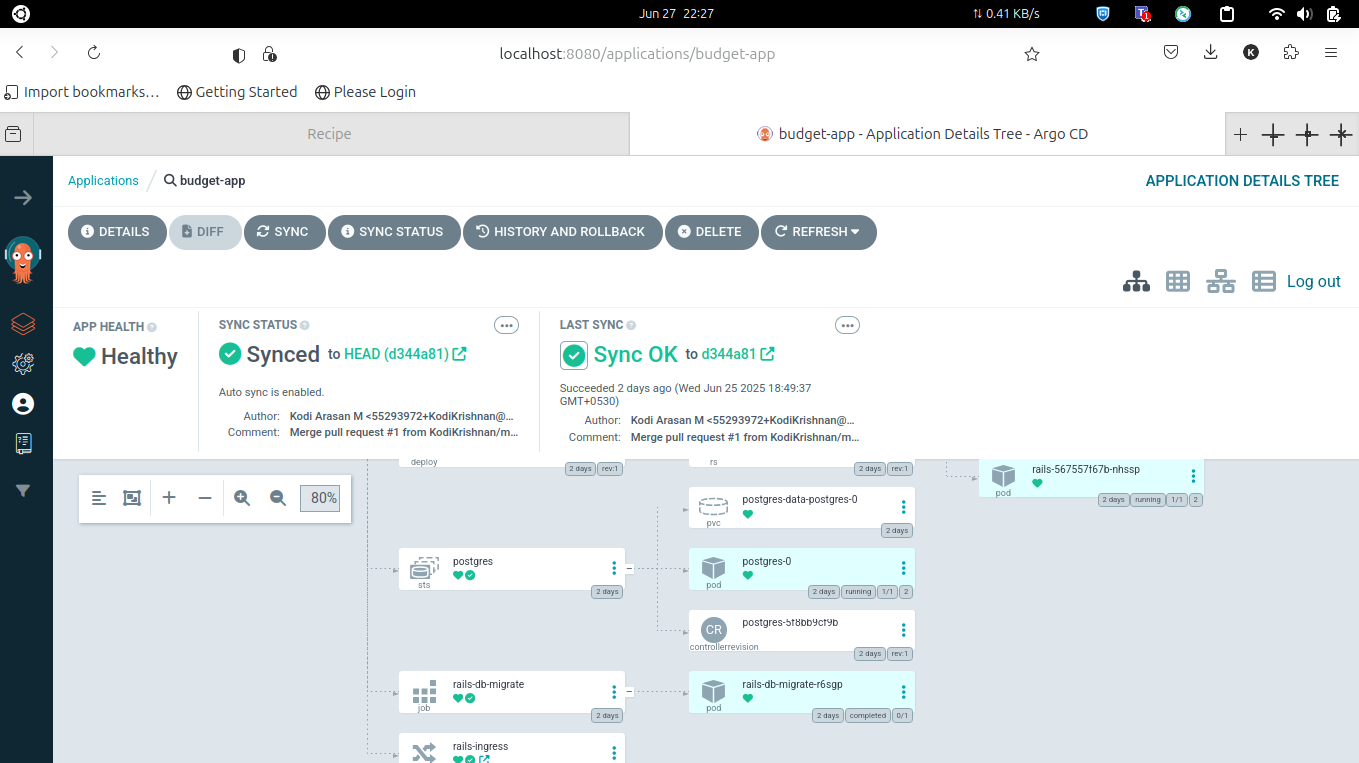 Jun 27 22:27
0.41 KB/s
localhost:8080/applications/budget-app
K
Import bookmarks…
Getting Started
Please Login
Recipe
budget-app - Application Details Tree - Argo CD
Applications
budget-app
APPLICATION DETAILS TREE
DETAILS
DIFF
SYNC
SYNC STATUS
HISTORY AND ROLLBACK
DELETE
REFRESH
Log out
APP HEALTH
Healthy
SYNC STATUS
Synced to HEAD (d344a81)
Auto sync is enabled.
Author: Kodi Arasan M <55293972+KodiKrishnan@...
Comment: Merge pull request #1 from KodiKrishnan/m...
LAST SYNC
Sync OK to d344a81
Succeeded 2 days ago (Wed Jun 25 2025 18:49:37
GMT+0530)
Author: Kodi Arasan M <55293972+KodiKrishnan@...
Comment: Merge pull request #1 from KodiKrishnan/m...
80%
deploy
2 days rev:1
rs
2 days rev:1
rails-567557f67b-nhssp
pod
2 days running 1/1 2
postgres-data-postgres-0
pvc
2 days
postgres
sts
2 days
postgres-0
pod
2 days running 1/1 2
CR
postgres-5f8bb9cf9b
controllerrevision
2 days rev:1
rails-db-migrate
job
2 days
rails-db-migrate-r6sgp
pod
2 days completed 0/1
rails-ingress